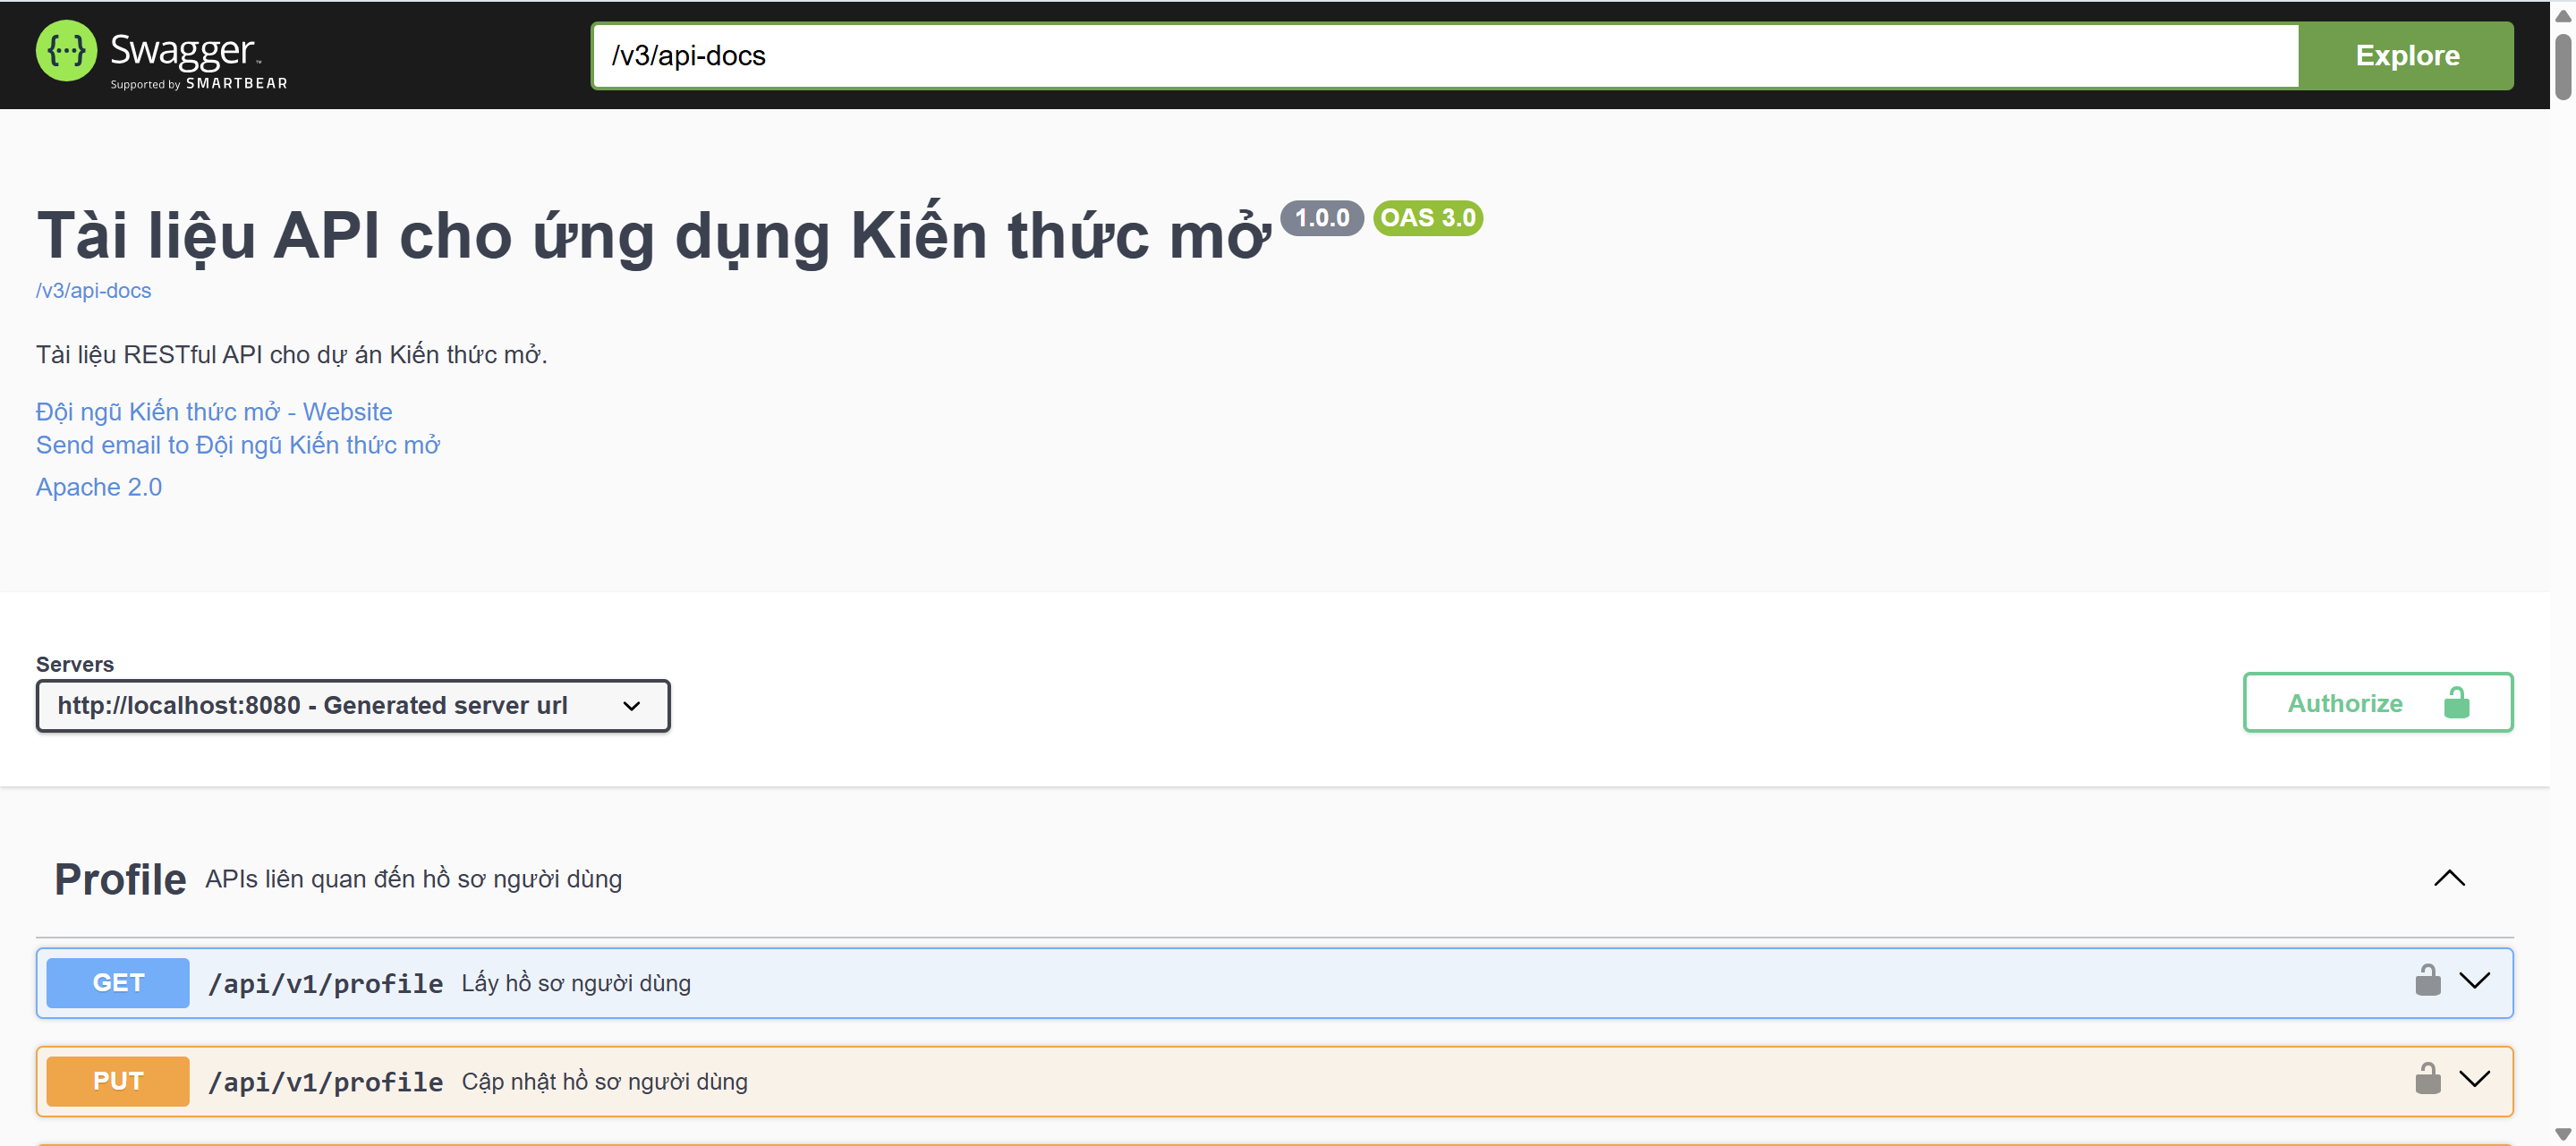 {···} Swagger™
Supported by SMARTBEAR
/v3/api-docs
Explore
Tài liệu API cho ứng dụng Kiến thức mở 1.0.0 OAS 3.0
/v3/api-docs
Tài liệu RESTful API cho dự án Kiến thức mở.
Đội ngũ Kiến thức mở - Website
Send email to Đội ngũ Kiến thức mở
Apache 2.0
Servers
http://localhost:8080 - Generated server url
Authorize
Profile APIs liên quan đến hồ sơ người dùng
GET /api/v1/profile Lấy hồ sơ người dùng
PUT /api/v1/profile Cập nhật hồ sơ người dùng